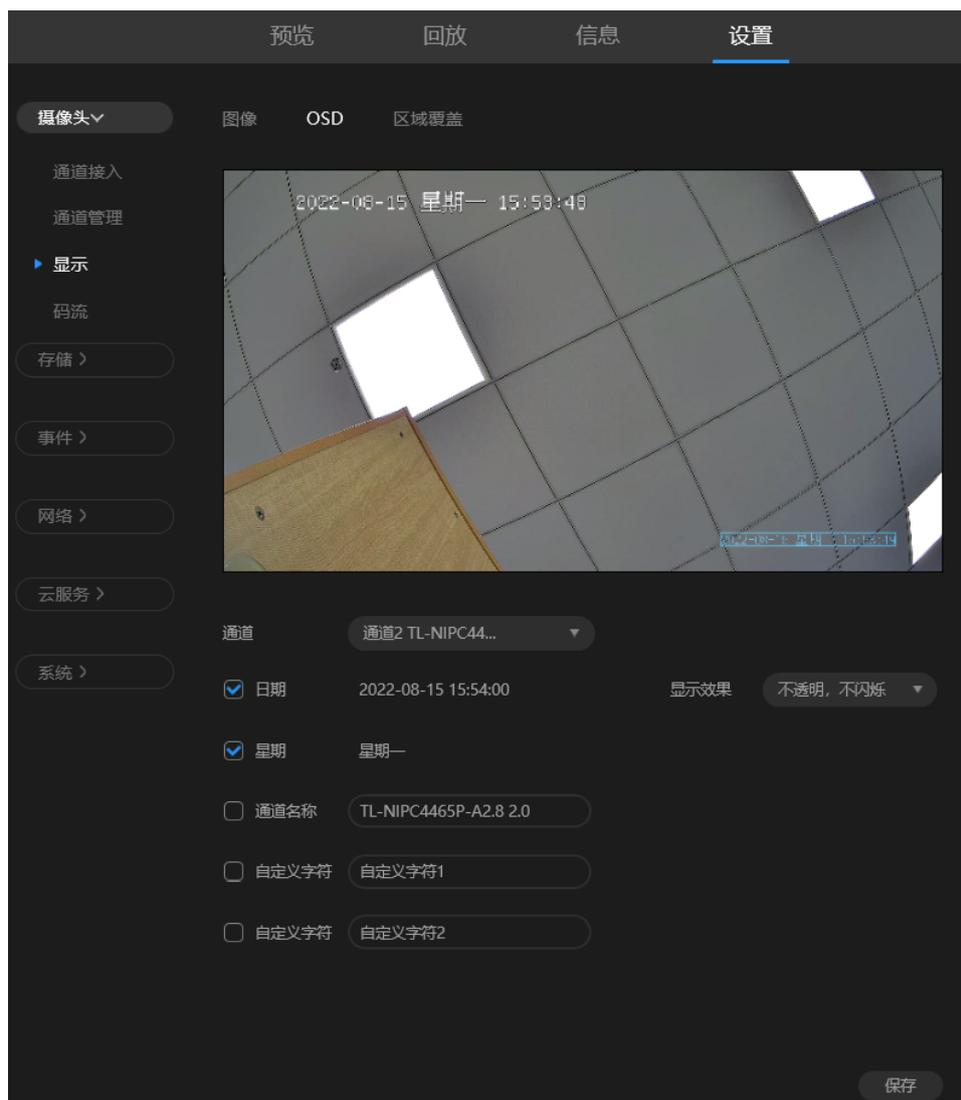 预览 回放 信息 设置
摄像头
图像 OSD 区域覆盖
通道接入
通道管理
显示
码流
存储
事件
网络
云服务
系统
2022-08-15 星期一 15:53:48
通道 通道2 TL-NIPC44...
日期 2022-08-15 15:54:00 显示效果 不透明，不闪烁
星期 星期一
通道名称 TL-NIPC4465P-A2.8 2.0
自定义字符 自定义字符1
自定义字符 自定义字符2
保存